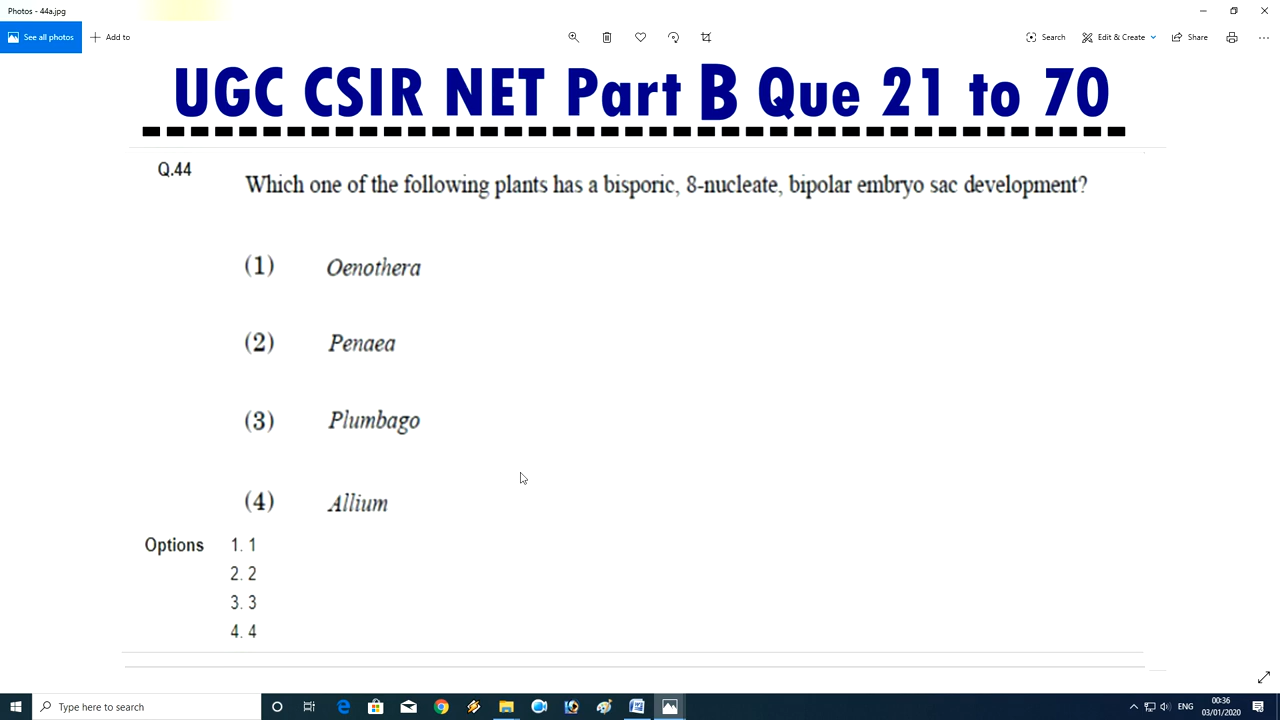 Photos - 44a.jpg
See all photos
Add to
Search
Edit & Create
Share
UGC CSIR NET Part B Que 21 to 70
Q.44
Which one of the following plants has a bisporic, 8-nucleate, bipolar embryo sac development?
(1) Oenothera
(2) Penaea
(3) Plumbago
(4) Allium
Options 1. 1
2. 2
3. 3
4. 4
Type here to search
ENG
00:36
03/01/2020